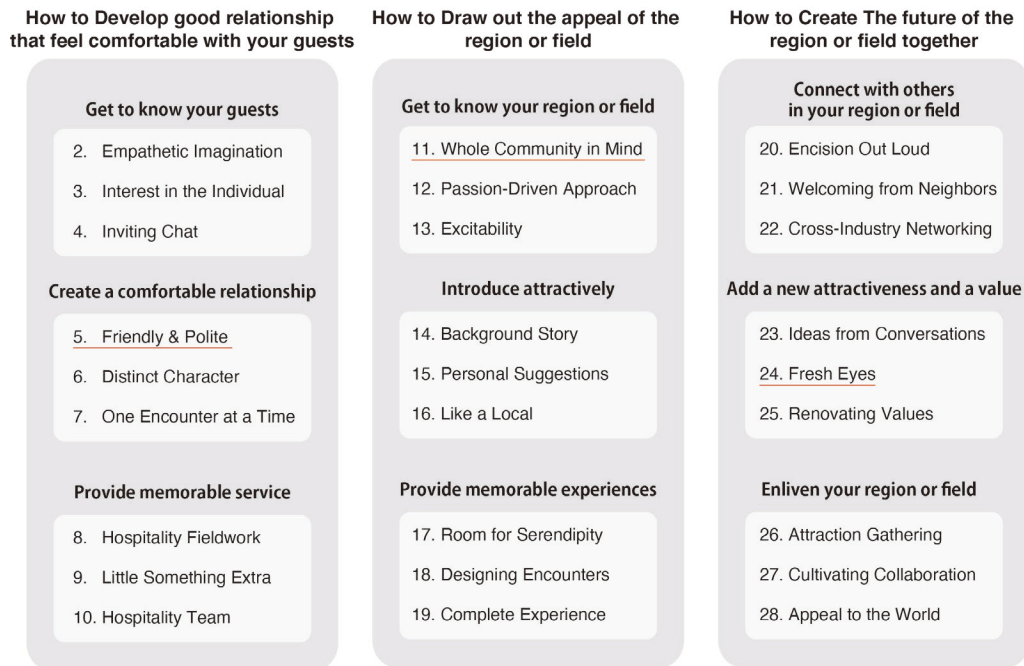 How to Develop good relationship
that feel comfortable with your guests
Get to know your guests
2. Empathetic Imagination
3. Interest in the Individual
4. Inviting Chat
Create a comfortable relationship
5. Friendly & Polite
6. Distinct Character
7. One Encounter at a Time
Provide memorable service
8. Hospitality Fieldwork
9. Little Something Extra
10. Hospitality Team
How to Draw out the appeal of the
region or field
Get to know your region or field
11. Whole Community in Mind
12. Passion-Driven Approach
13. Excitability
Introduce attractively
14. Background Story
15. Personal Suggestions
16. Like a Local
Provide memorable experiences
17. Room for Serendipity
18. Designing Encounters
19. Complete Experience
How to Create The future of the
region or field together
Connect with others
in your region or field
20. Encision Out Loud
21. Welcoming from Neighbors
22. Cross-Industry Networking
Add a new attractiveness and a value
23. Ideas from Conversations
24. Fresh Eyes
25. Renovating Values
Enliven your region or field
26. Attraction Gathering
27. Cultivating Collaboration
28. Appeal to the World